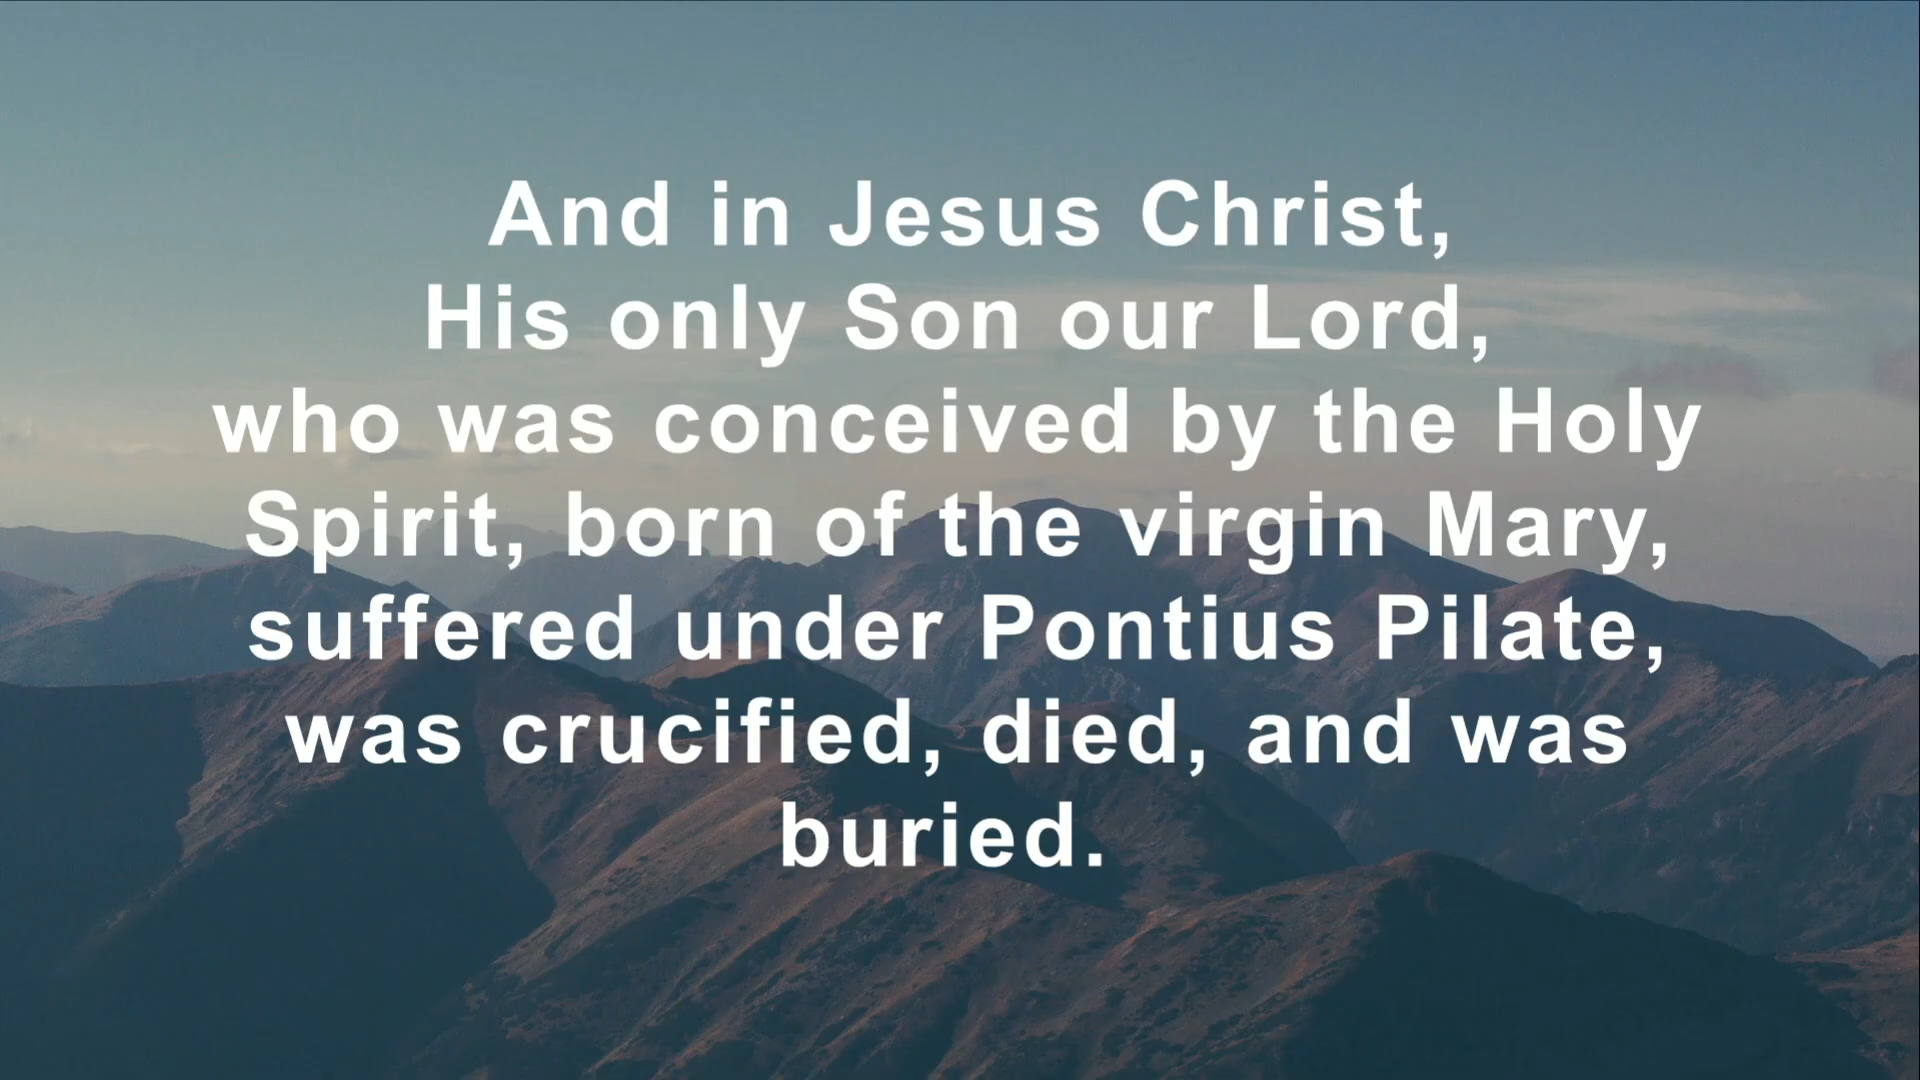 And in Jesus Christ,
His only Son our Lord,
who was conceived by the Holy
Spirit, born of the virgin Mary,
suffered under Pontius Pilate,
was crucified, died, and was
buried.